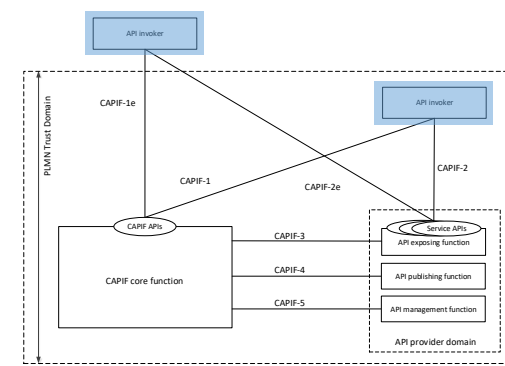 API invoker
PLMN Trust Domain
CAPIF-1e
API invoker
CAPIF-1
CAPIF-2e
CAPIF-2
CAPIF APIs
Service APIs
CAPIF-3
API exposing function
CAPIF core function
CAPIF-4
API publishing function
CAPIF-5
API management function
API provider domain